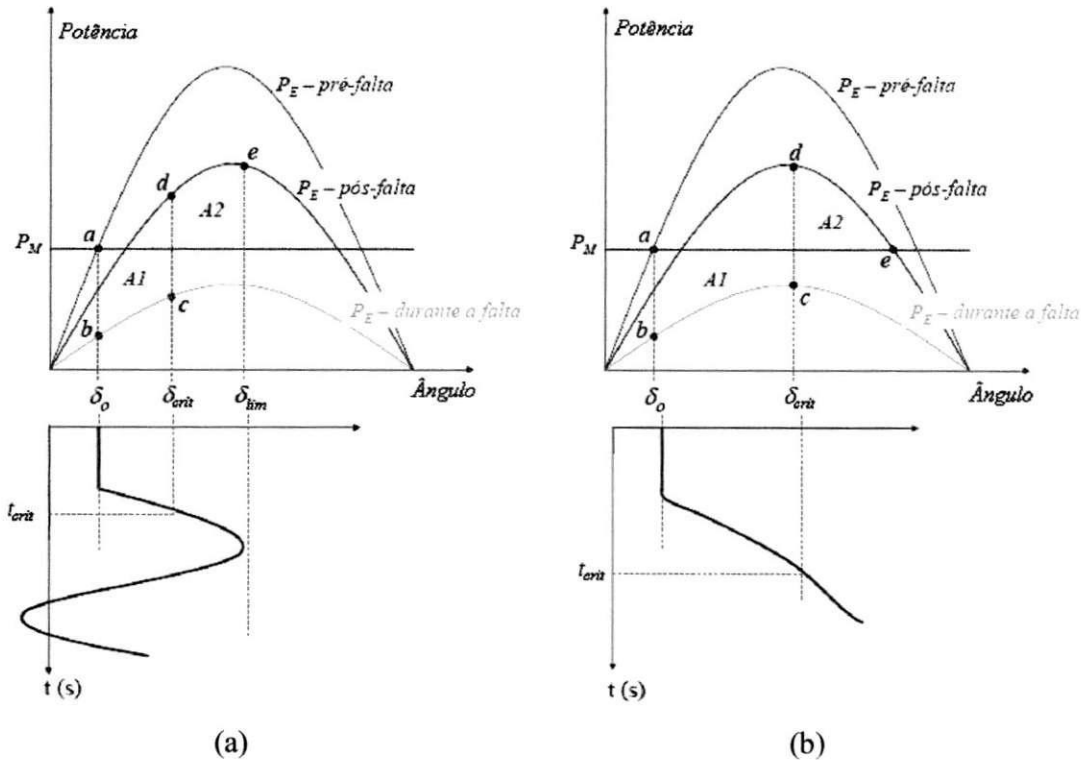 Potência
P_E – pré-falta
e
d
P_E – pós-falta
A2
P_M
a
A1
c
P_E – durante a falta
b
δ_o
δ_crit
δ_lim
Ângulo
t_crit
t (s)
(a)
Potência
P_E – pré-falta
d
P_E – pós-falta
A2
P_M
a
e
A1
c
P_E – durante a falta
b
δ_o
δ_crit
Ângulo
t_crit
t (s)
(b)